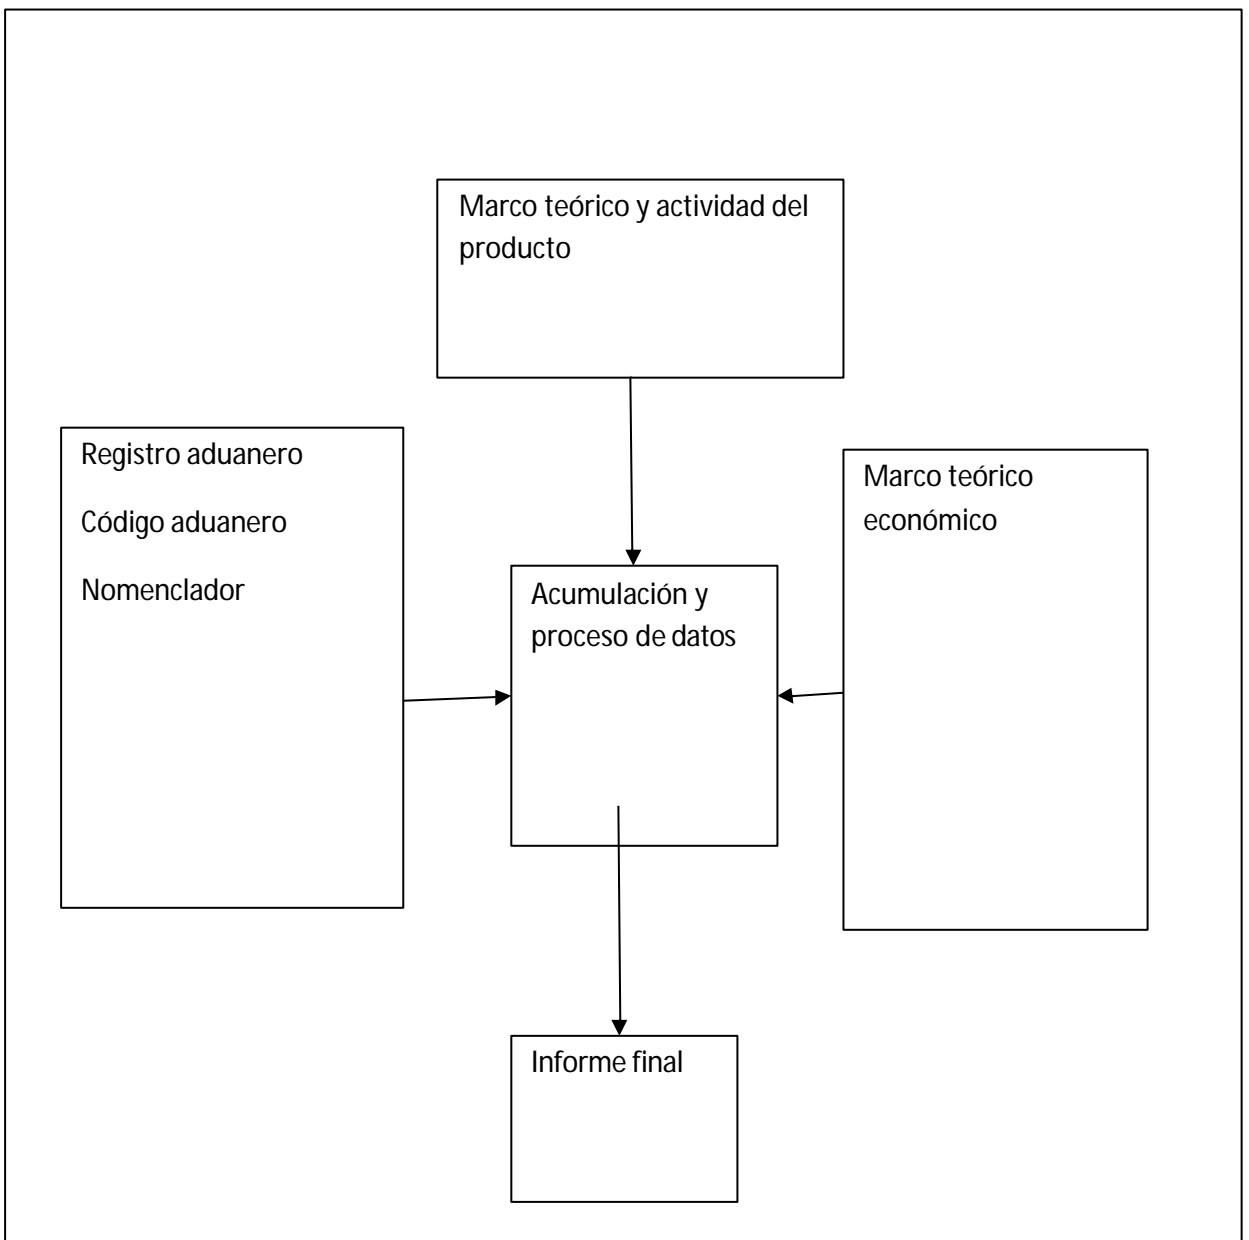 Marco teórico y actividad del
producto
Registro aduanero
Código aduanero
Nomenclador
Marco teórico
económico
Acumulación y
proceso de datos
Informe final